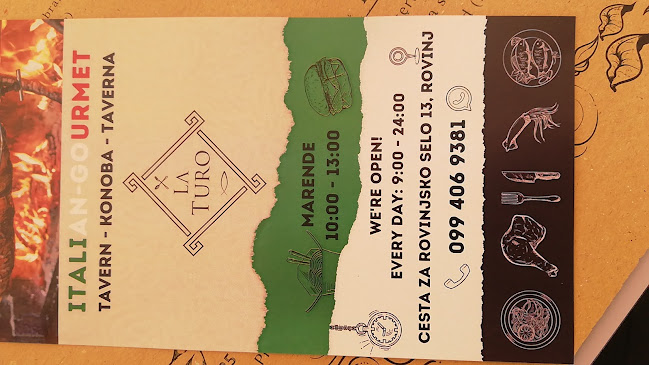 ITALIAN-GOURMET
TAVERN - KONOBA - TAVERNA
LA
TURO
MARENDE
10:00 - 13:00
WE'RE OPEN!
EVERY DAY: 9:00 - 24:00
CESTA ZA ROVINJSKO SELO 13, ROVINJ
099 406 9381